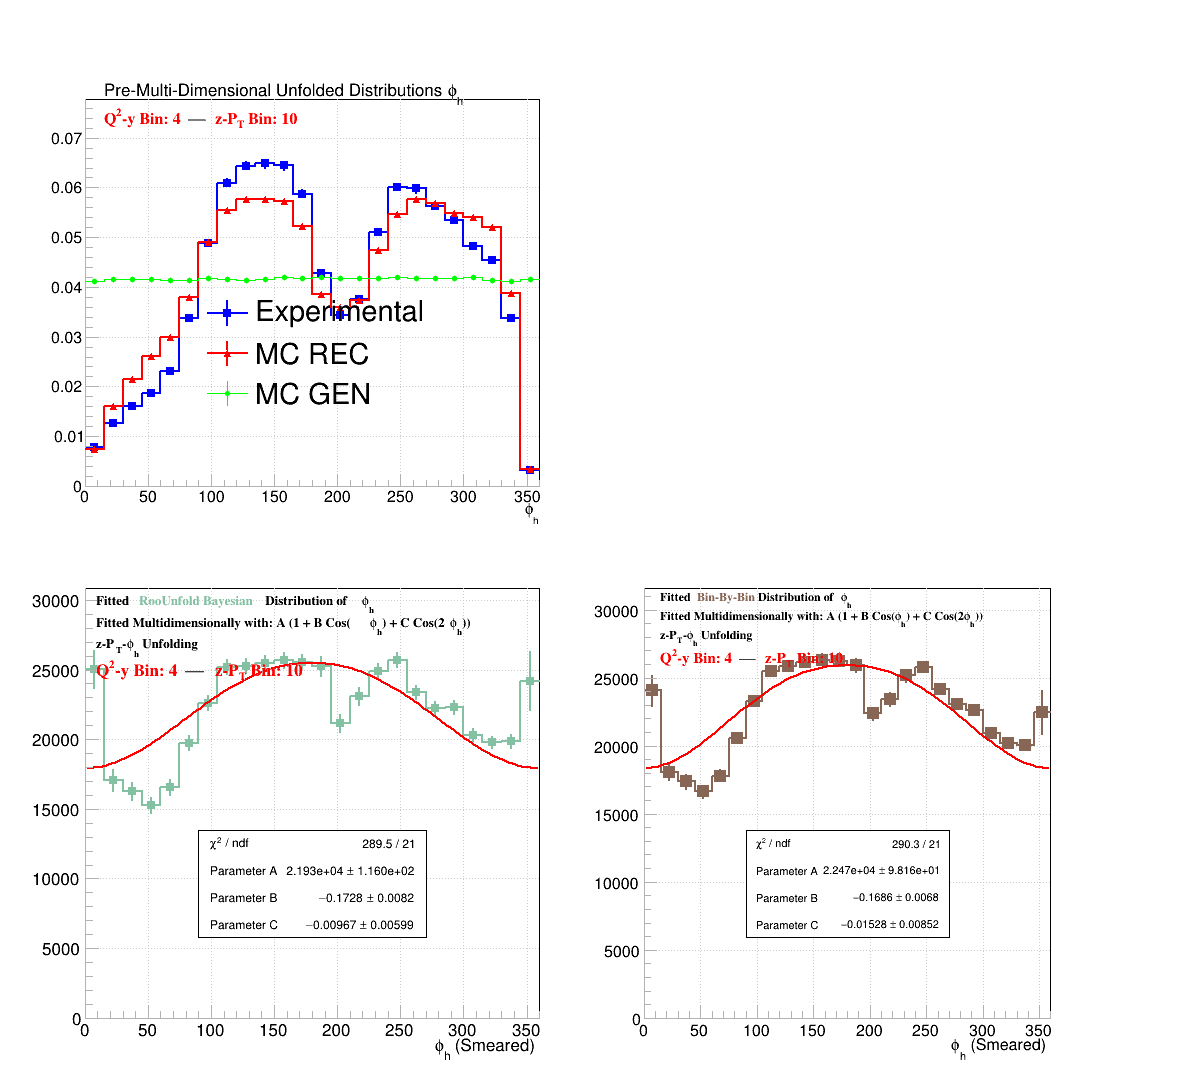 Pre-Multi-Dimensional Unfolded Distributions ϕh
Q2-y Bin: 4 — z-PT Bin: 10
0.07
0.06
0.05
0.04
0.03
0.02
0.01
0
Experimental
MC REC
MC GEN
0 50 100 150 200 250 300 350
ϕh
Fitted RooUnfold Bayesian Distribution of ϕh
Fitted Multidimensionally with: A (1 + B Cos( ϕh) + C Cos(2 ϕh))
z-PT-ϕh Unfolding
Q2-y Bin: 4 — z-PT Bin: 10
30000
25000
20000
15000
10000
5000
0
χ2 / ndf 289.5 / 21
Parameter A 2.193e+04 ± 1.160e+02
Parameter B −0.1728 ± 0.0082
Parameter C −0.00967 ± 0.00599
0 50 100 150 200 250 300 350
ϕh (Smeared)
Fitted Bin-By-Bin Distribution of ϕh
Fitted Multidimensionally with: A (1 + B Cos(ϕh) + C Cos(2ϕh))
z-PT-ϕh Unfolding
Q2-y Bin: 4 — z-PT Bin: 10
30000
25000
20000
15000
10000
5000
0
χ2 / ndf 290.3 / 21
Parameter A 2.247e+04 ± 9.816e+01
Parameter B −0.1686 ± 0.0068
Parameter C −0.01528 ± 0.00852
0 50 100 150 200 250 300 350
ϕh (Smeared)